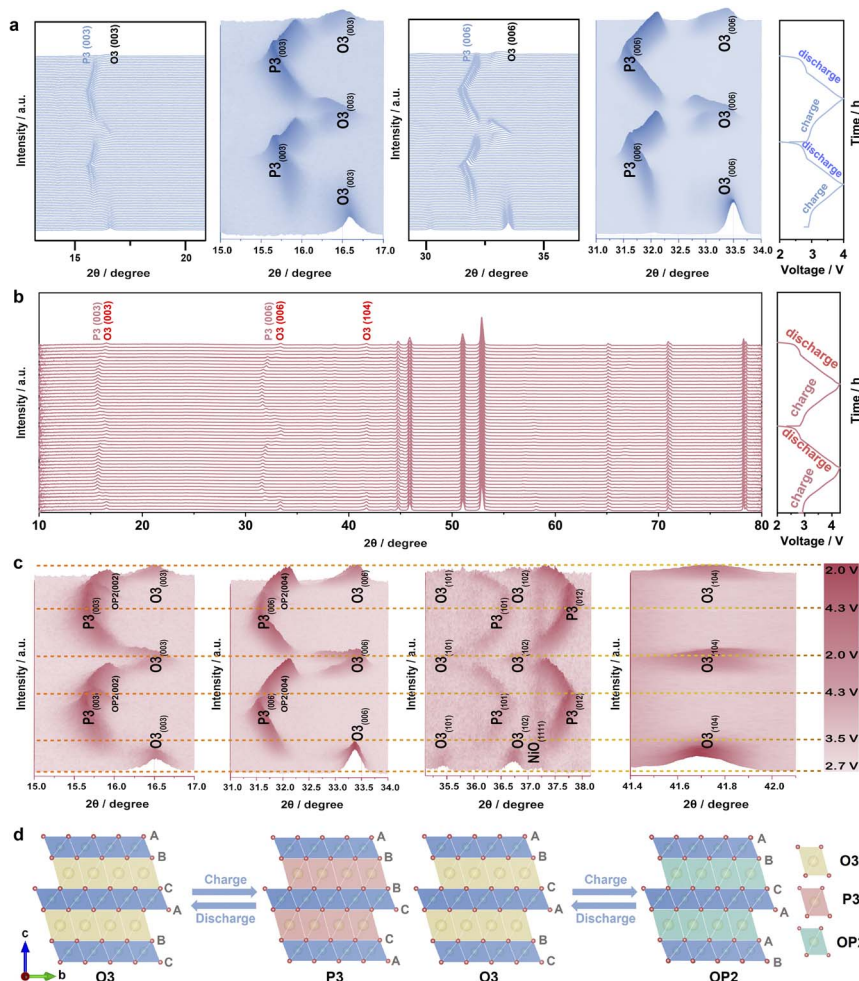 a
P3 (003)
O3 (003)
Intensity / a.u.
15
20
2θ / degree
P3(003)
O3(003)
O3(003)
P3(003)
O3(003)
Intensity / a.u.
15.0 15.5 16.0 16.5 17.0
2θ / degree
P3 (006)
O3 (006)
Intensity / a.u.
30
35
2θ / degree
P3(006)
O3(006)
O3(006)
P3(006)
O3(006)
Intensity / a.u.
31.0 31.5 32.0 32.5 33.0 33.5 34.0
2θ / degree
discharge
charge
discharge
charge
Time / h
2 3 4
Voltage / V
b
P3 (003)
O3 (003)
P3 (006)
O3 (006)
O3 (104)
Intensity / a.u.
10 20 30 40 50 60 70 80
2θ / degree
discharge
charge
discharge
charge
Time / h
2 3 4
Voltage / V
c
P3(003)
OP2(002)
O3(003)
O3(003)
P3(003)
OP2(002)
O3(003)
Intensity / a.u.
15.0 15.5 16.0 16.5 17.0
2θ / degree
P3(006)
OP2(004)
O3(006)
O3(006)
P3(006)
OP2(004)
O3(006)
Intensity / a.u.
31.0 31.5 32.0 32.5 33.0 33.5 34.0
2θ / degree
O3(101)
P3(101)
O3(102)
P3(012)
O3(101)
O3(102)
P3(101)
P3(012)
O3(101)
O3(102)
NiO(1111)
Intensity / a.u.
35.5 36.0 36.5 37.0 37.5 38.0
2θ / degree
O3(104)
O3(104)
O3(104)
Intensity / a.u.
41.4 41.6 41.8 42.0
2θ / degree
2.0 V
4.3 V
2.0 V
4.3 V
3.5 V
2.7 V
d
A
B
C
A
B
C
O3
Charge
Discharge
A
B
C
B
C
A
P3
A
B
C
A
B
C
O3
Charge
Discharge
A
B
C
A
A
B
OP2
O3
P3
OP2
c
b